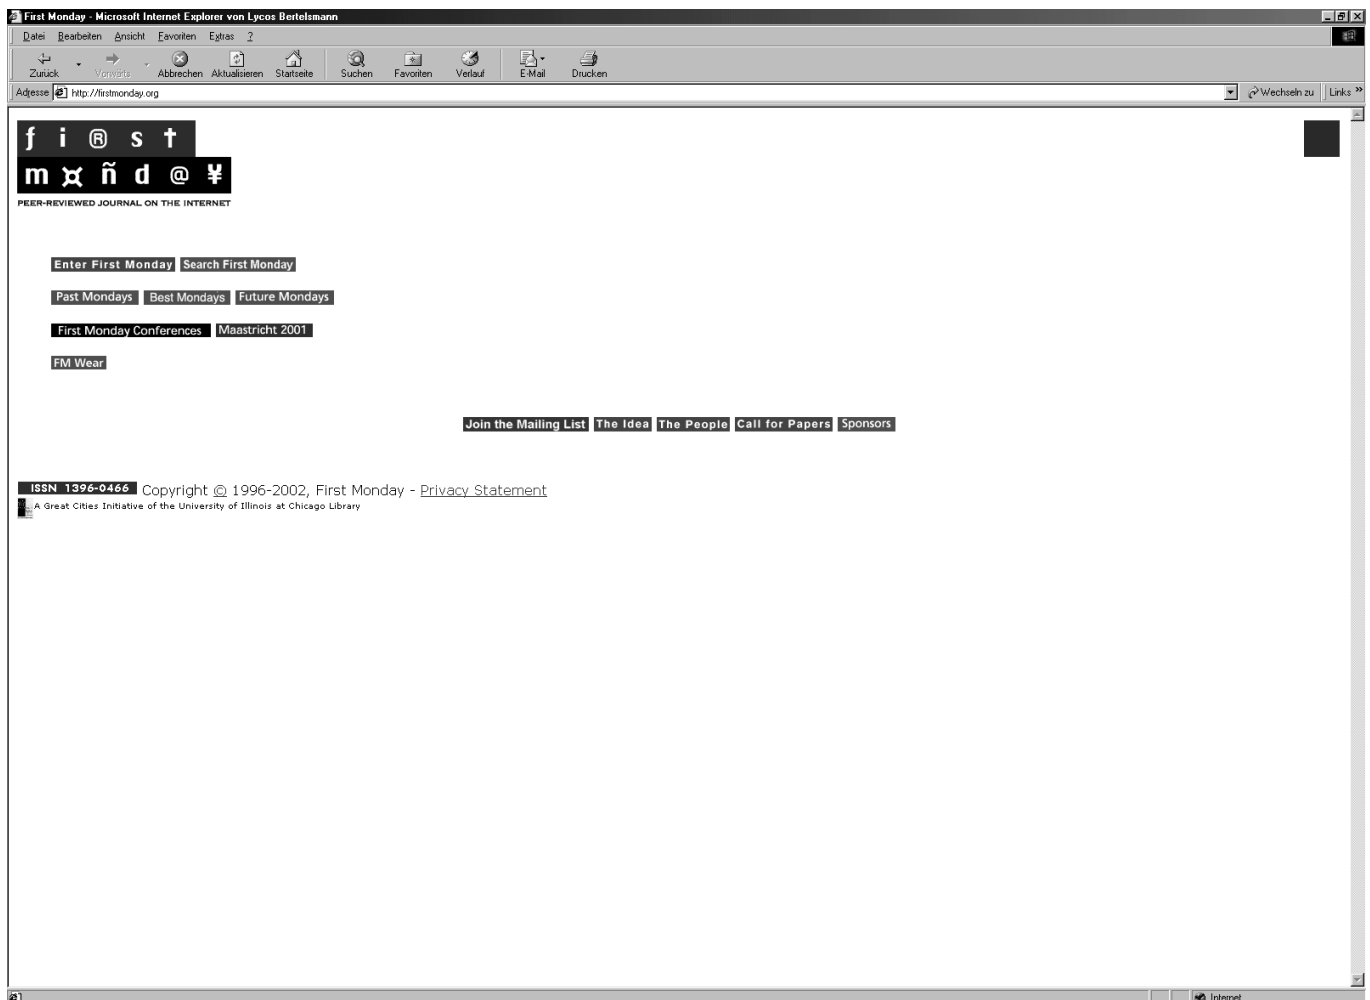 First Monday - Microsoft Internet Explorer von Lycos Bertelsmann
Datei Bearbeiten Ansicht Favoriten Extras ?
Zurück Vorwärts Abbrechen Aktualisieren Startseite Suchen Favoriten Verlauf E-Mail Drucken
Adresse http://firstmonday.org Wechseln zu Links »
ƒ i ® s †
m ¤ ñ d @ ¥
PEER-REVIEWED JOURNAL ON THE INTERNET
Enter First Monday Search First Monday
Past Mondays Best Mondays Future Mondays
First Monday Conferences Maastricht 2001
FM Wear
Join the Mailing List The Idea The People Call for Papers Sponsors
ISSN 1396-0466 Copyright © 1996-2002, First Monday - Privacy Statement
A Great Cities Initiative of the University of Illinois at Chicago Library
Internet